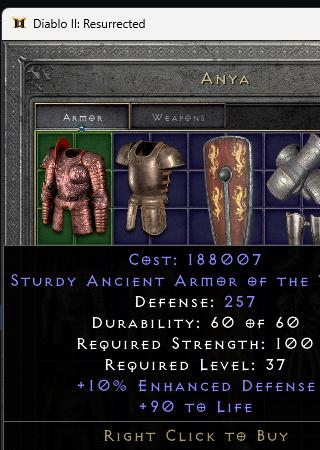 Diablo II: Resurrected
Anya
Armor
Weapons
Cost: 188007
Sturdy Ancient Armor of the
Defense: 257
Durability: 60 of 60
Required Strength: 100
Required Level: 37
+10% Enhanced Defense
+90 to Life
Right Click to Buy